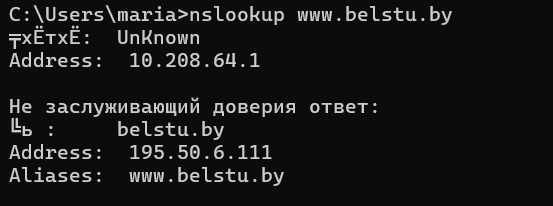 C:\Users\maria>nslookup www.belstu.by
╤хЁтхЁ:  UnKnown
Address:  10.208.64.1

Не заслуживающий доверия ответ:
╚ь :     belstu.by
Address:  195.50.6.111
Aliases:  www.belstu.by